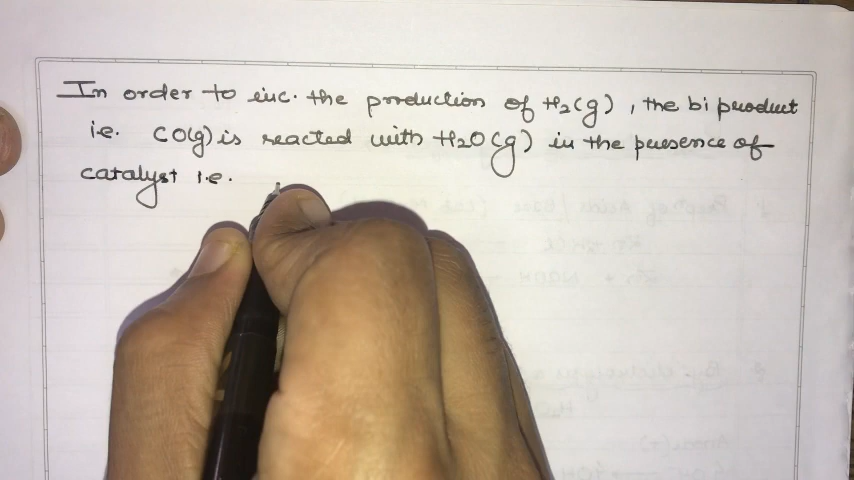 In order to inc. the production of H2(g), the bi product
i.e. CO(g) is reacted with H2O(g) in the presence of
catalyst i.e.